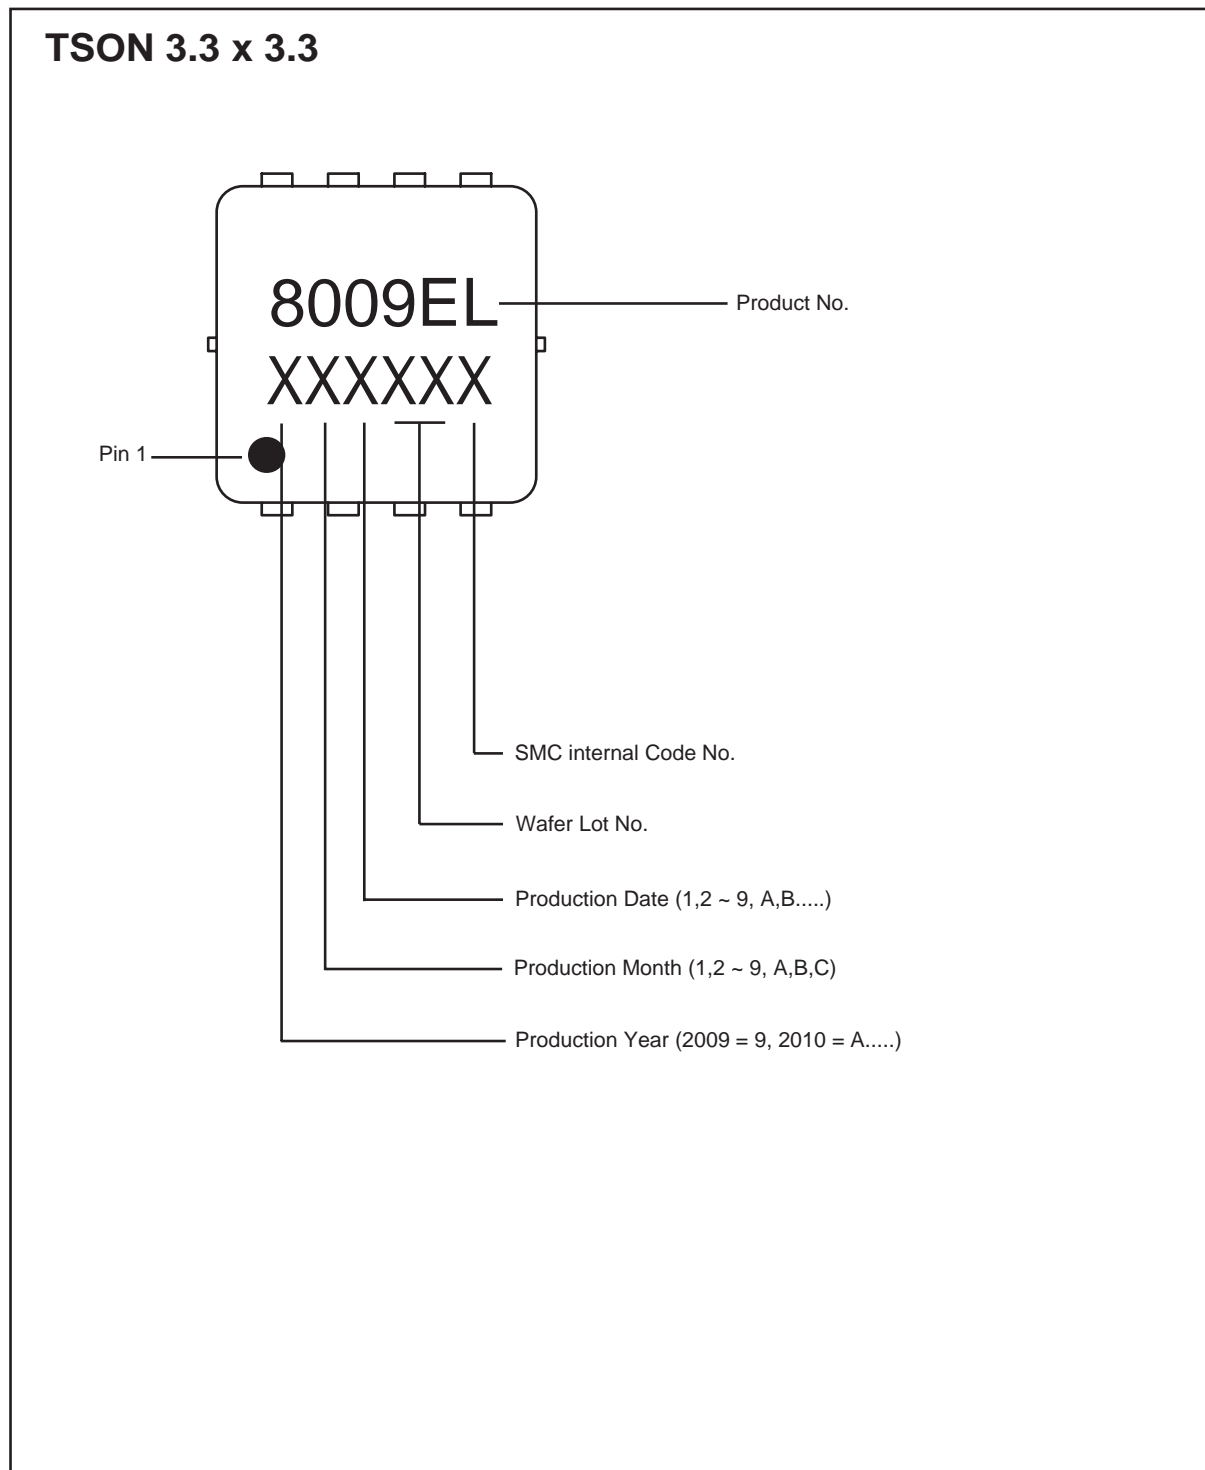 TSON 3.3 x 3.3
8009EL
Product No.
XXXXXX
Pin 1
SMC internal Code No.
Wafer Lot No.
Production Date (1,2 ~ 9, A,B.....)
Production Month (1,2 ~ 9, A,B,C)
Production Year (2009 = 9, 2010 = A.....)